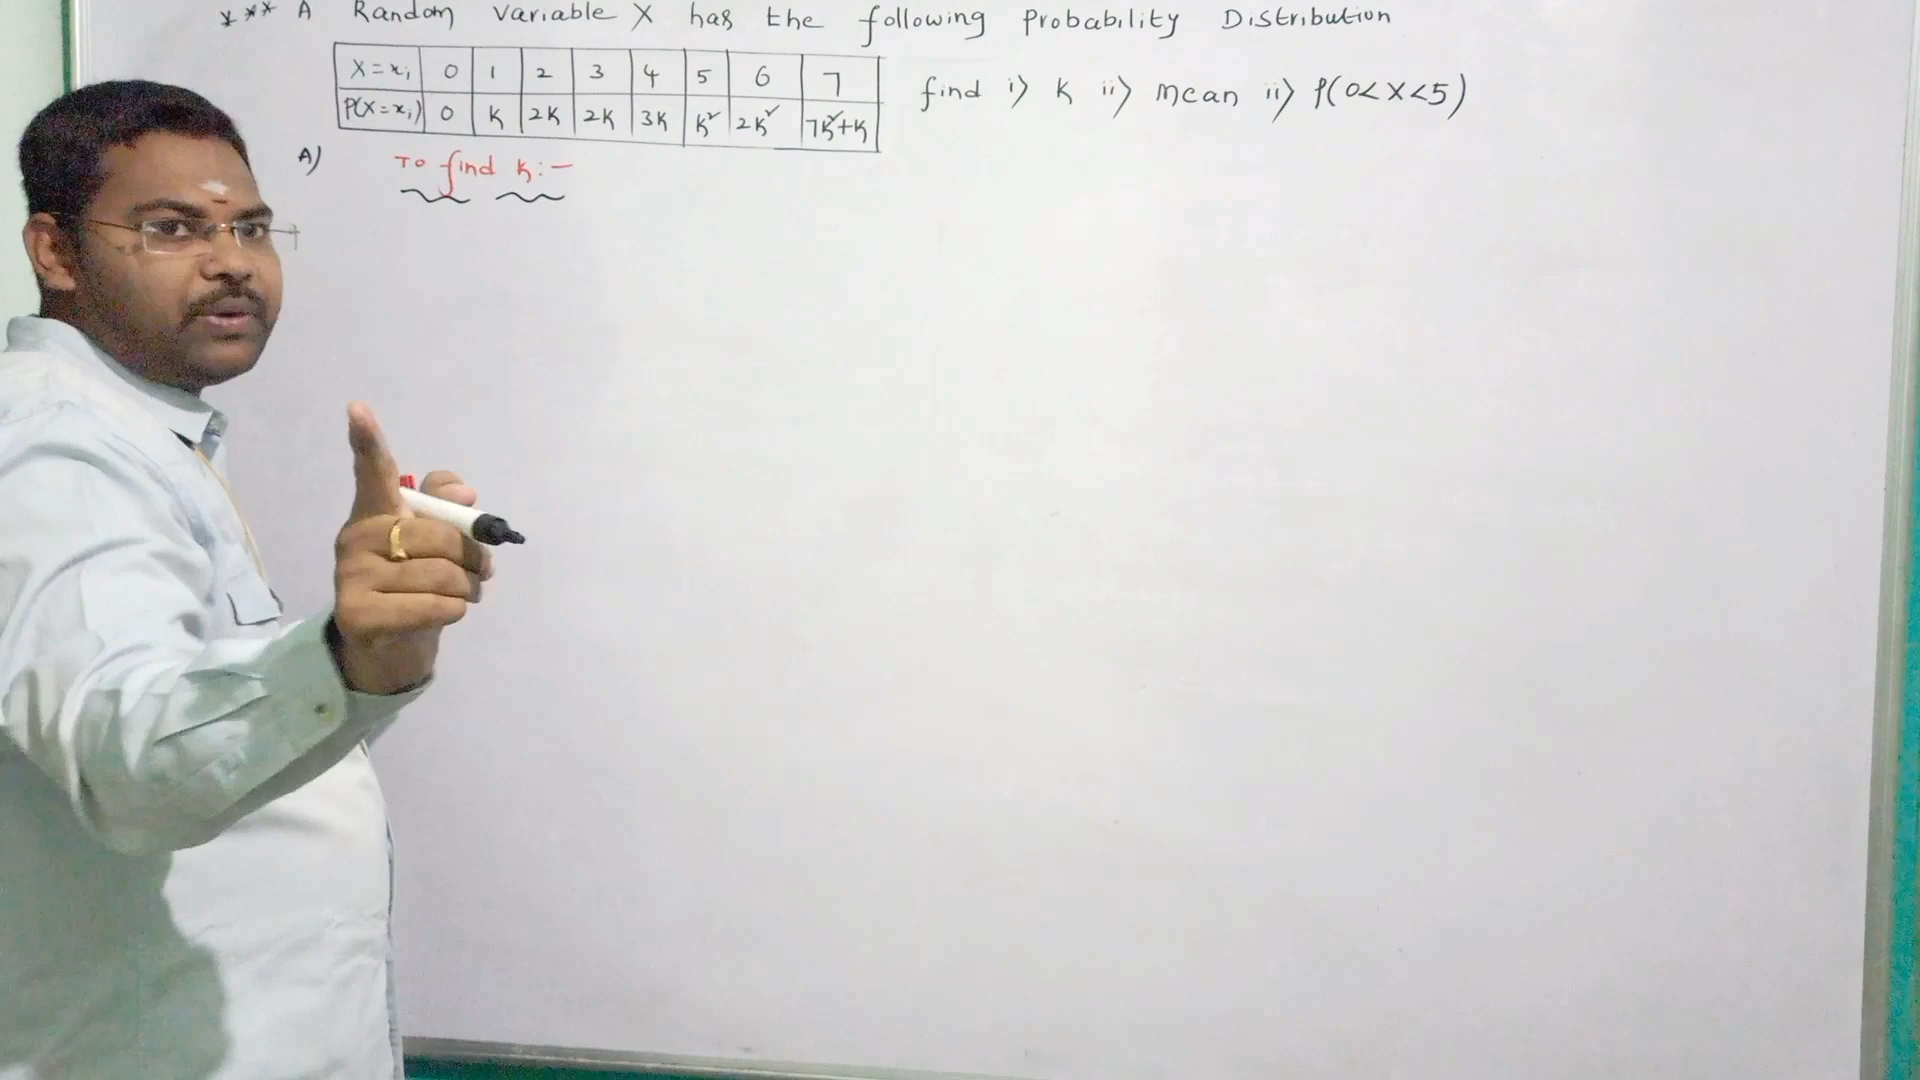 *** A Random Variable X has the following Probability Distribution
X=xᵢ 0 1 2 3 4 5 6 7
P(X=xᵢ) 0 K 2K 2K 3K K² 2K² 7K²+K
find i) K ii) mean ii) P(0<X<5)
A) To find K:-